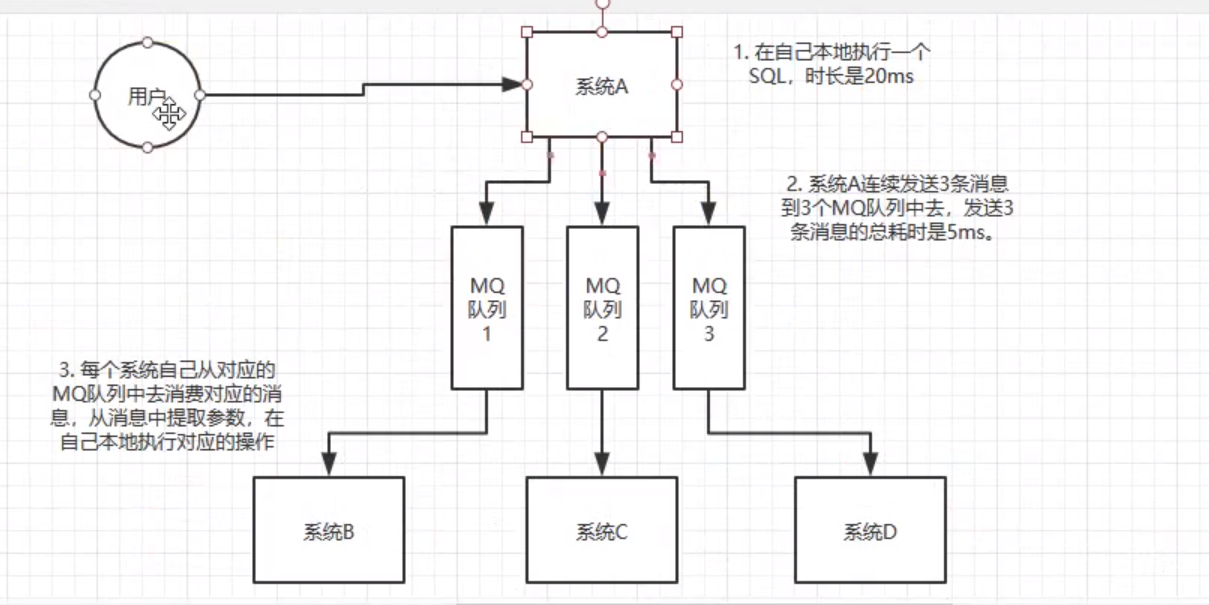 用户
系统A
1. 在自己本地执行一个
SQL，时长是20ms
2. 系统A连续发送3条消息
到3个MQ队列中去，发送3
条消息的总耗时是5ms。
MQ
队列
1
MQ
队列
2
MQ
队列
3
3. 每个系统自己从对应的
MQ队列中去消费对应的消
息，从消息中提取参数，在
自己本地执行对应的操作
系统B
系统C
系统D